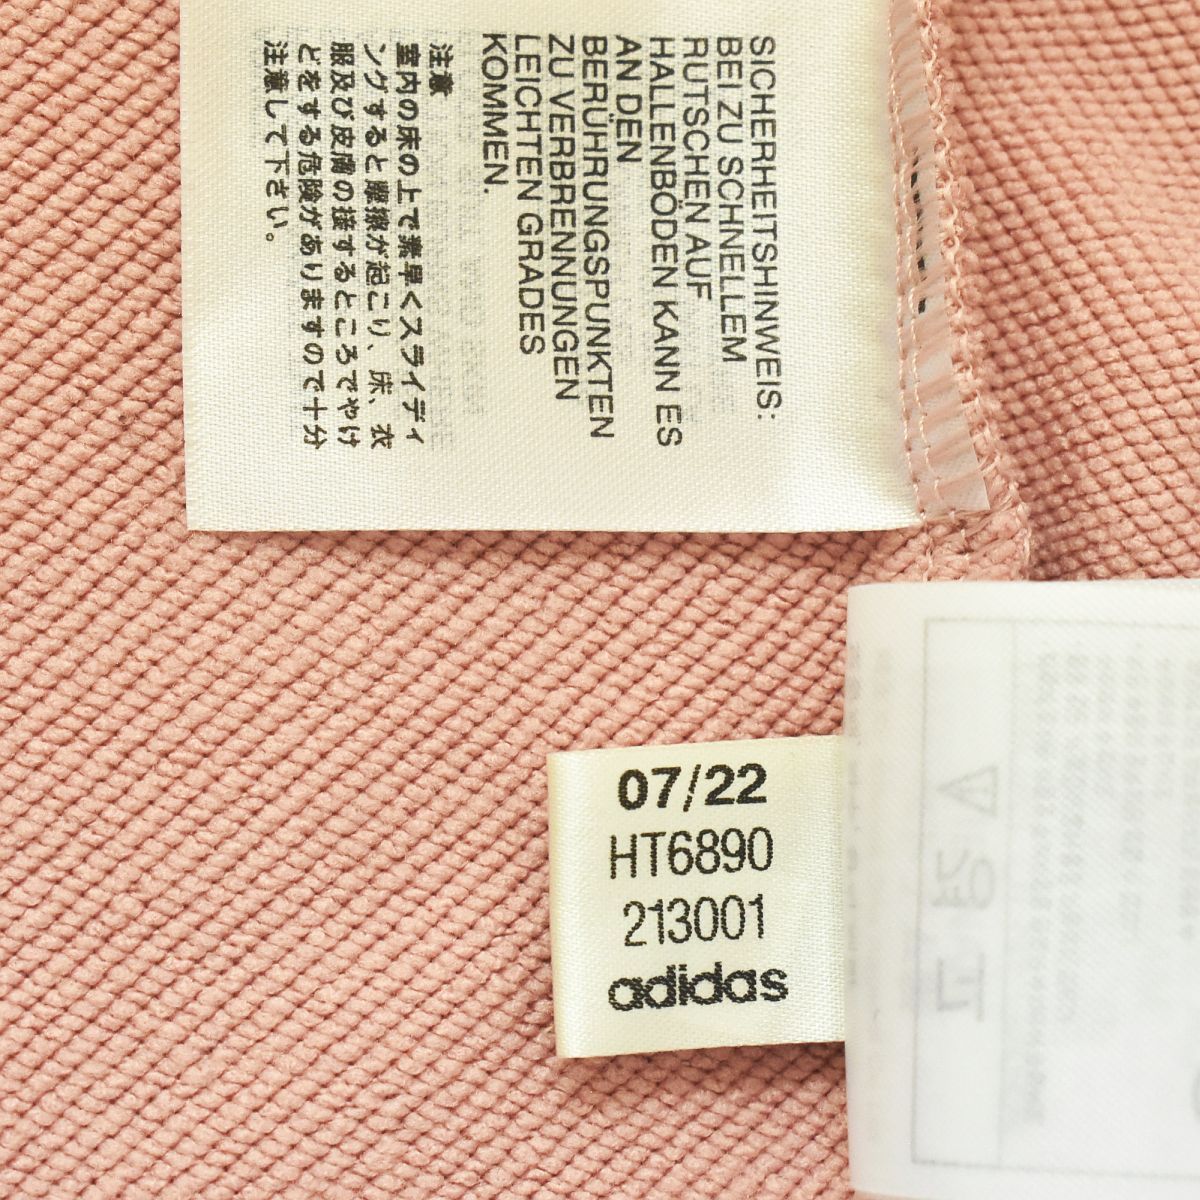 SICHERHEITSHINWEIS:
BEI ZU SCHNELLEM
RUTSCHEN AUF
HALLENBÖDEN KANN ES
AN DEN
BERÜHRUNGSPUNKTEN
ZU VERBRENNUNGEN
LEICHTEN GRADES
KOMMEN.
注意
室内の床の上で素早くスライディ
ングすると摩擦が起こり、床、衣
服及び皮膚の接するところでやけ
どをする危険がありますので十分
注意して下さい。
07/22
HT6890
213001
adidas